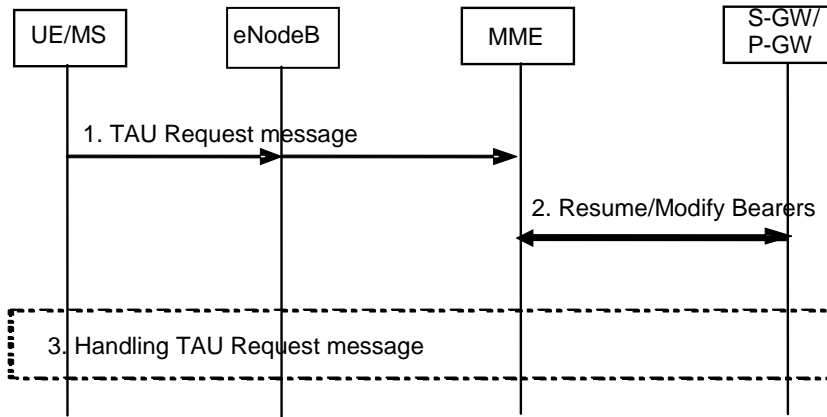 UE/MS
eNodeB
MME
S-GW/
P-GW
1. TAU Request message
2. Resume/Modify Bearers
3. Handling TAU Request message